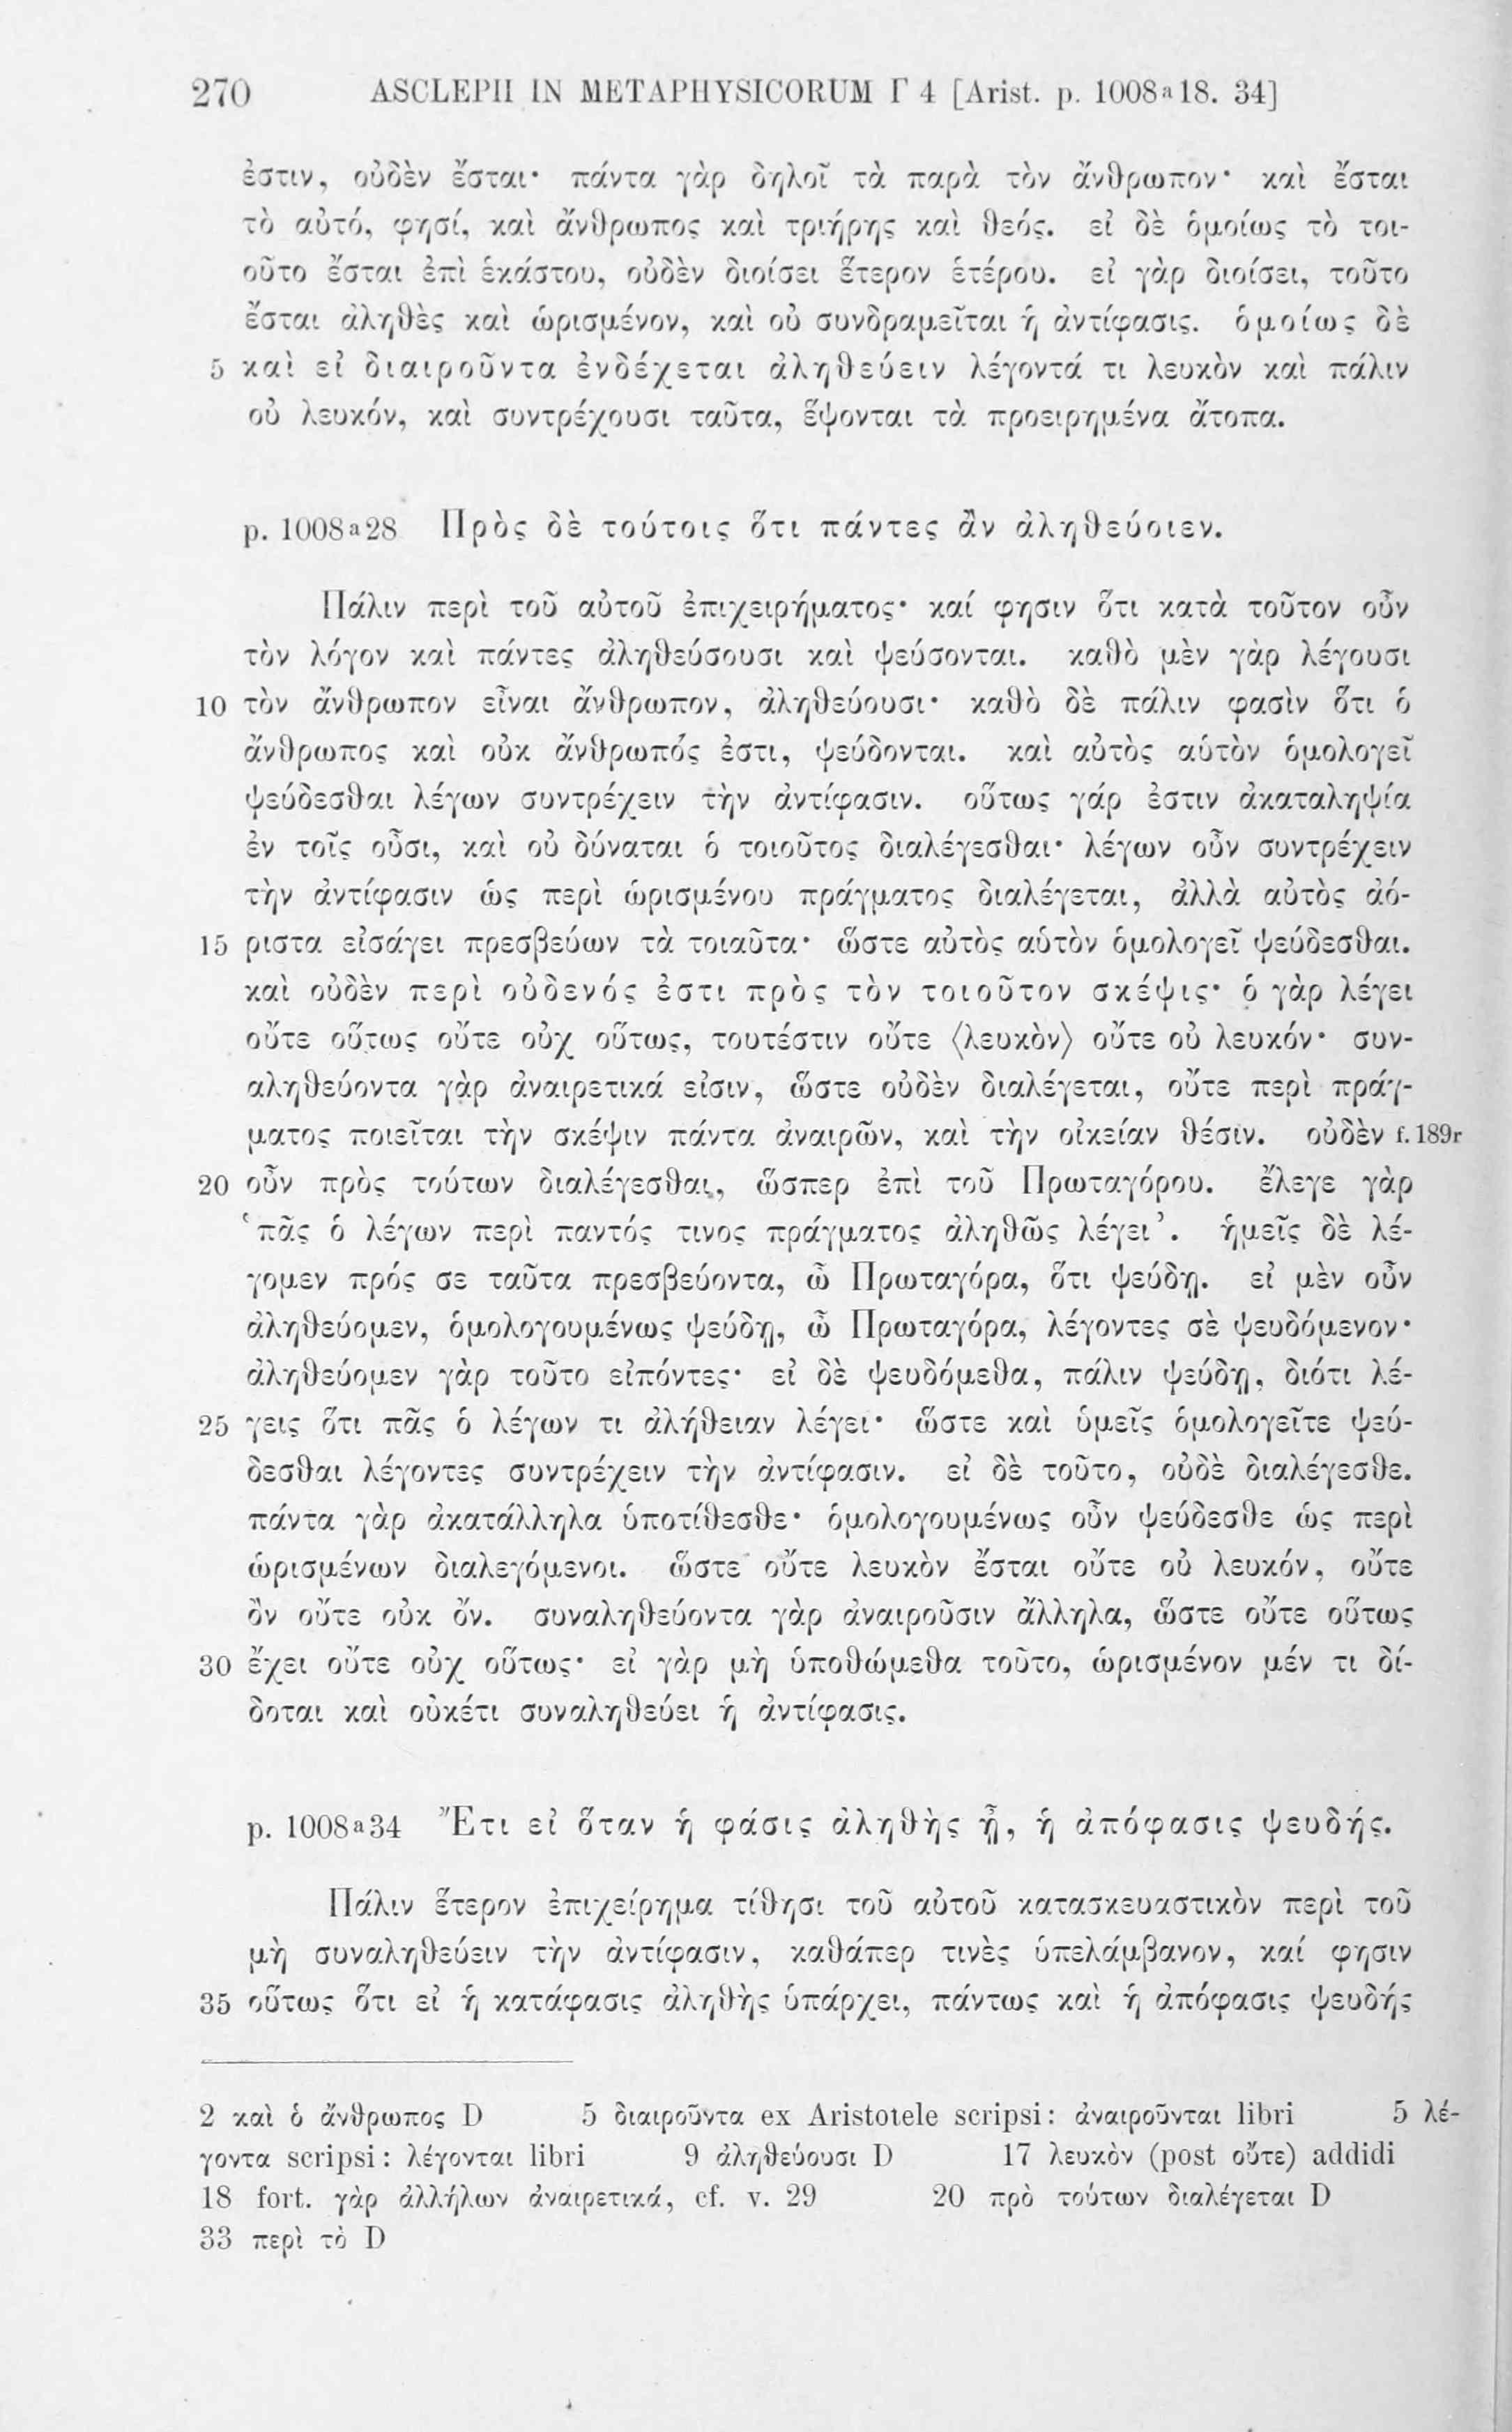 270 ASCLEPII IN METAPHYSICORUM Γ 4 [Arist. p. 1008ᵃ18. 34]
ἐστιν, οὐδὲν ἔσται· πάντα γὰρ δηλοῖ τὰ παρὰ τὸν ἄνθρωπον· καὶ ἔσται
τὸ αὐτό, φησί, καὶ ἄνθρωπος καὶ τριήρης καὶ θεός. εἰ δὲ ὁμοίως τὸ τοι-
οῦτο ἔσται ἐπὶ ἑκάστου, οὐδὲν διοίσει ἕτερον ἑτέρου. εἰ γὰρ διοίσει, τοῦτο
ἔσται ἀληθὲς καὶ ὡρισμένον, καὶ οὐ συνδραμεῖται ἡ ἀντίφασις. ὁμοίως δὲ
5 καὶ εἰ διαιροῦντα ἐνδέχεται ἀληθεύειν λέγοντά τι λευκὸν καὶ πάλιν
οὐ λευκόν, καὶ συντρέχουσι ταῦτα, ἕψονται τὰ προειρημένα ἄτοπα.
p. 1008ᵃ28 Πρὸς δὲ τούτοις ὅτι πάντες ἂν ἀληθεύοιεν.
Πάλιν περὶ τοῦ αὐτοῦ ἐπιχειρήματος· καί φησιν ὅτι κατὰ τοῦτον οὖν
τὸν λόγον καὶ πάντες ἀληθεύσουσι καὶ ψεύσονται. καθὸ μὲν γὰρ λέγουσι
10 τὸν ἄνθρωπον εἶναι ἄνθρωπον, ἀληθεύουσι· καθὸ δὲ πάλιν φασὶν ὅτι ὁ
ἄνθρωπος καὶ οὐκ ἄνθρωπός ἐστι, ψεύδονται. καὶ αὐτὸς αὑτὸν ὁμολογεῖ
ψεύδεσθαι λέγων συντρέχειν τὴν ἀντίφασιν. οὕτως γάρ ἐστιν ἀκαταληψία
ἐν τοῖς οὖσι, καὶ οὐ δύναται ὁ τοιοῦτος διαλέγεσθαι· λέγων οὖν συντρέχειν
τὴν ἀντίφασιν ὡς περὶ ὡρισμένου πράγματος διαλέγεται, ἀλλὰ αὐτὸς ἀό-
15 ριστα εἰσάγει πρεσβεύων τὰ τοιαῦτα· ὥστε αὐτὸς αὑτὸν ὁμολογεῖ ψεύδεσθαι.
καὶ οὐδὲν περὶ οὐδενός ἐστι πρὸς τὸν τοιοῦτον σκέψις· ὁ γὰρ λέγει
οὔτε οὕτως οὔτε οὐχ οὕτως, τουτέστιν οὔτε ⟨λευκὸν⟩ οὔτε οὐ λευκόν· συν-
αληθεύοντα γὰρ ἀναιρετικά εἰσιν, ὥστε οὐδὲν διαλέγεται, οὔτε περὶ πράγ-
ματος ποιεῖται τὴν σκέψιν πάντα ἀναιρῶν, καὶ τὴν οἰκείαν θέσιν. οὐδὲν f. 189r
20 οὖν πρὸς τούτων διαλέγεσθαι, ὥσπερ ἐπὶ τοῦ Πρωταγόρου. ἔλεγε γὰρ
‘πᾶς ὁ λέγων περὶ παντός τινος πράγματος ἀληθῶς λέγει’. ἡμεῖς δὲ λέ-
γομεν πρός σε ταῦτα πρεσβεύοντα, ὦ Πρωταγόρα, ὅτι ψεύδῃ. εἰ μὲν οὖν
ἀληθεύομεν, ὁμολογουμένως ψεύδῃ, ὦ Πρωταγόρα, λέγοντες σὲ ψευδόμενον·
ἀληθεύομεν γὰρ τοῦτο εἰπόντες· εἰ δὲ ψευδόμεθα, πάλιν ψεύδῃ, διότι λέ-
25 γεις ὅτι πᾶς ὁ λέγων τι ἀλήθειαν λέγει· ὥστε καὶ ὑμεῖς ὁμολογεῖτε ψεύ-
δεσθαι λέγοντες συντρέχειν τὴν ἀντίφασιν. εἰ δὲ τοῦτο, οὐδὲ διαλέγεσθε.
πάντα γὰρ ἀκατάλληλα ὑποτίθεσθε· ὁμολογουμένως οὖν ψεύδεσθε ὡς περὶ
ὡρισμένων διαλεγόμενοι. ὥστε οὔτε λευκὸν ἔσται οὔτε οὐ λευκόν, οὔτε
ὂν οὔτε οὐκ ὄν. συναληθεύοντα γὰρ ἀναιροῦσιν ἄλληλα, ὥστε οὔτε οὕτως
30 ἔχει οὔτε οὐχ οὕτως· εἰ γὰρ μὴ ὑποθώμεθα τοῦτο, ὡρισμένον μέν τι δί-
δοται καὶ οὐκέτι συναληθεύει ἡ ἀντίφασις.
p. 1008ᵃ34 Ἔτι εἰ ὅταν ἡ φάσις ἀληθὴς ᾖ, ἡ ἀπόφασις ψευδής.
Πάλιν ἕτερον ἐπιχείρημα τίθησι τοῦ αὐτοῦ κατασκευαστικὸν περὶ τοῦ
μὴ συναληθεύειν τὴν ἀντίφασιν, καθάπερ τινὲς ὑπελάμβανον, καί φησιν
35 οὕτως ὅτι εἰ ἡ κατάφασις ἀληθὴς ὑπάρχει, πάντως καὶ ἡ ἀπόφασις ψευδής
2 καὶ ὁ ἄνθρωπος D 5 διαιροῦντα ex Aristotele scripsi: ἀναιροῦνται libri 5 λέ-
γοντα scripsi: λέγονται libri 9 ἀληθεύουσι D 17 λευκὸν (post οὔτε) addidi
18 fort. γὰρ ἀλλήλων ἀναιρετικά, cf. v. 29 20 πρὸ τούτων διαλέγεται D
33 περὶ τὸ D